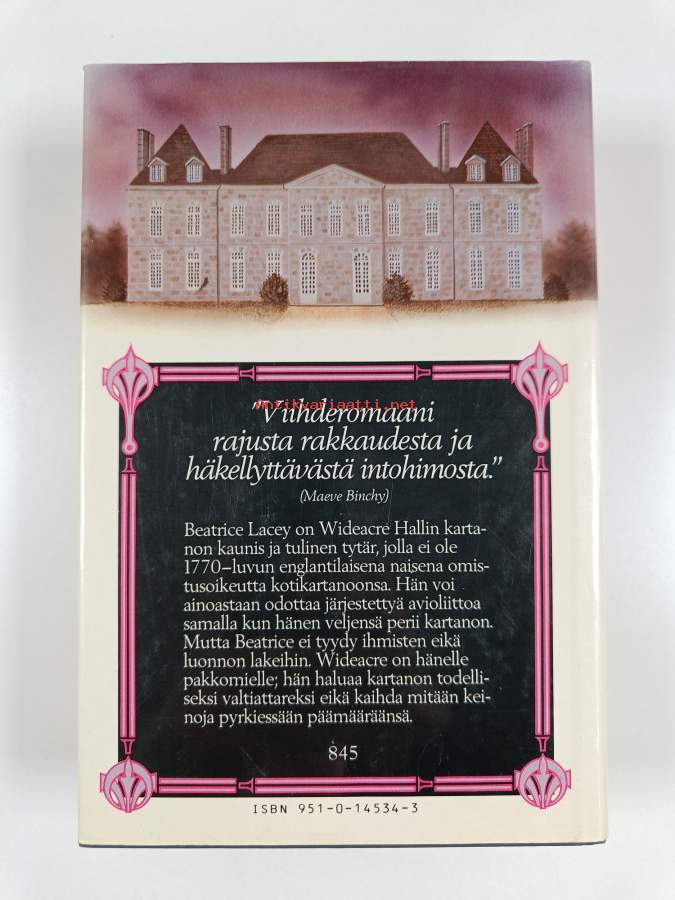 antikvariaatti.net
"Viihderomaani
rajusta rakkaudesta ja
häkellyttävästä intohimosta."
(Maeve Binchy)
Beatrice Lacey on Wideacre Hallin karta-
non kaunis ja tulinen tytär, jolla ei ole
1770–luvun englantilaisena naisena omis-
tusoikeutta kotikartanoonsa. Hän voi
ainoastaan odottaa järjestettyä avioliittoa
samalla kun hänen veljensä perii kartanon.
Mutta Beatrice ei tyydy ihmisten eikä
luonnon lakeihin. Wideacre on hänelle
pakkomielle; hän haluaa kartanon todelli-
seksi valtiattareksi eikä kaihda mitään kei-
noja pyrkiessään päämääräänsä.
845
ISBN 951-0-14534-3